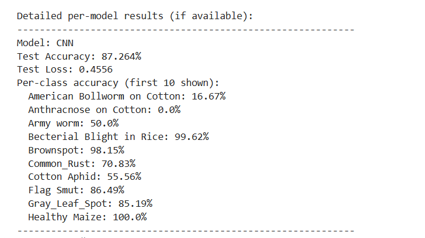 Detailed per-model results (if available):
------------------------------------------------------------
Model: CNN
Test Accuracy: 87.264%
Test Loss: 0.4556
Per-class accuracy (first 10 shown):
American Bollworm on Cotton: 16.67%
Anthracnose on Cotton: 0.0%
Army worm: 50.0%
Becterial Blight in Rice: 99.62%
Brownspot: 98.15%
Common_Rust: 70.83%
Cotton Aphid: 55.56%
Flag Smut: 86.49%
Gray_Leaf_Spot: 85.19%
Healthy Maize: 100.0%
------------------------------------------------------------